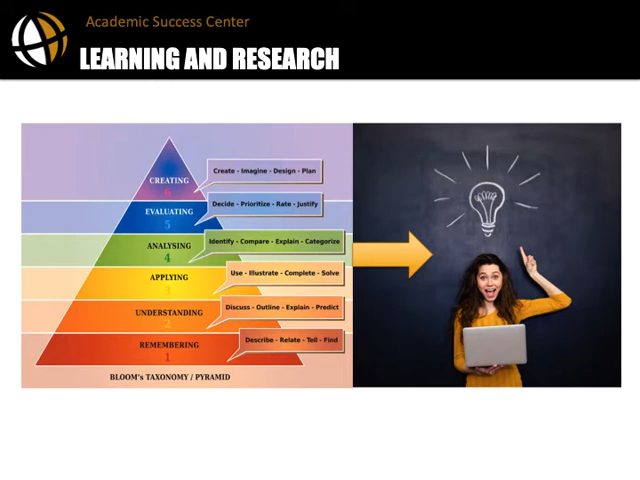 Academic Success Center
LEARNING AND RESEARCH
CREATING
6
Create - Imagine - Design - Plan
EVALUATING
5
Decide - Prioritize - Rate - Justify
ANALYSING
4
Identify - Compare - Explain - Categorize
APPLYING
3
Use - Illustrate - Complete - Solve
UNDERSTANDING
2
Discuss - Outline - Explain - Predict
REMEMBERING
1
Describe - Relate - Tell - Find
BLOOM's TAXONOMY / PYRAMID